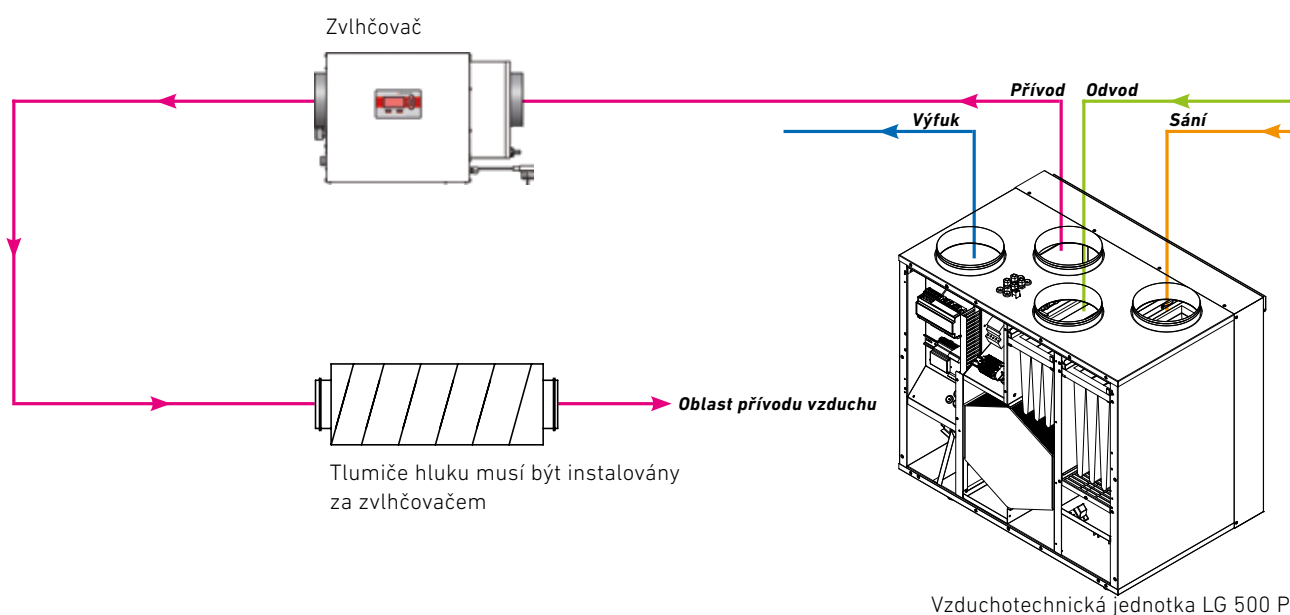 Zvlhčovač
Přívod
Odvod
Výfuk
Sání
Oblast přívodu vzduchu
Tlumiče hluku musí být instalovány
za zvlhčovačem
Vzduchotechnická jednotka LG 500 P